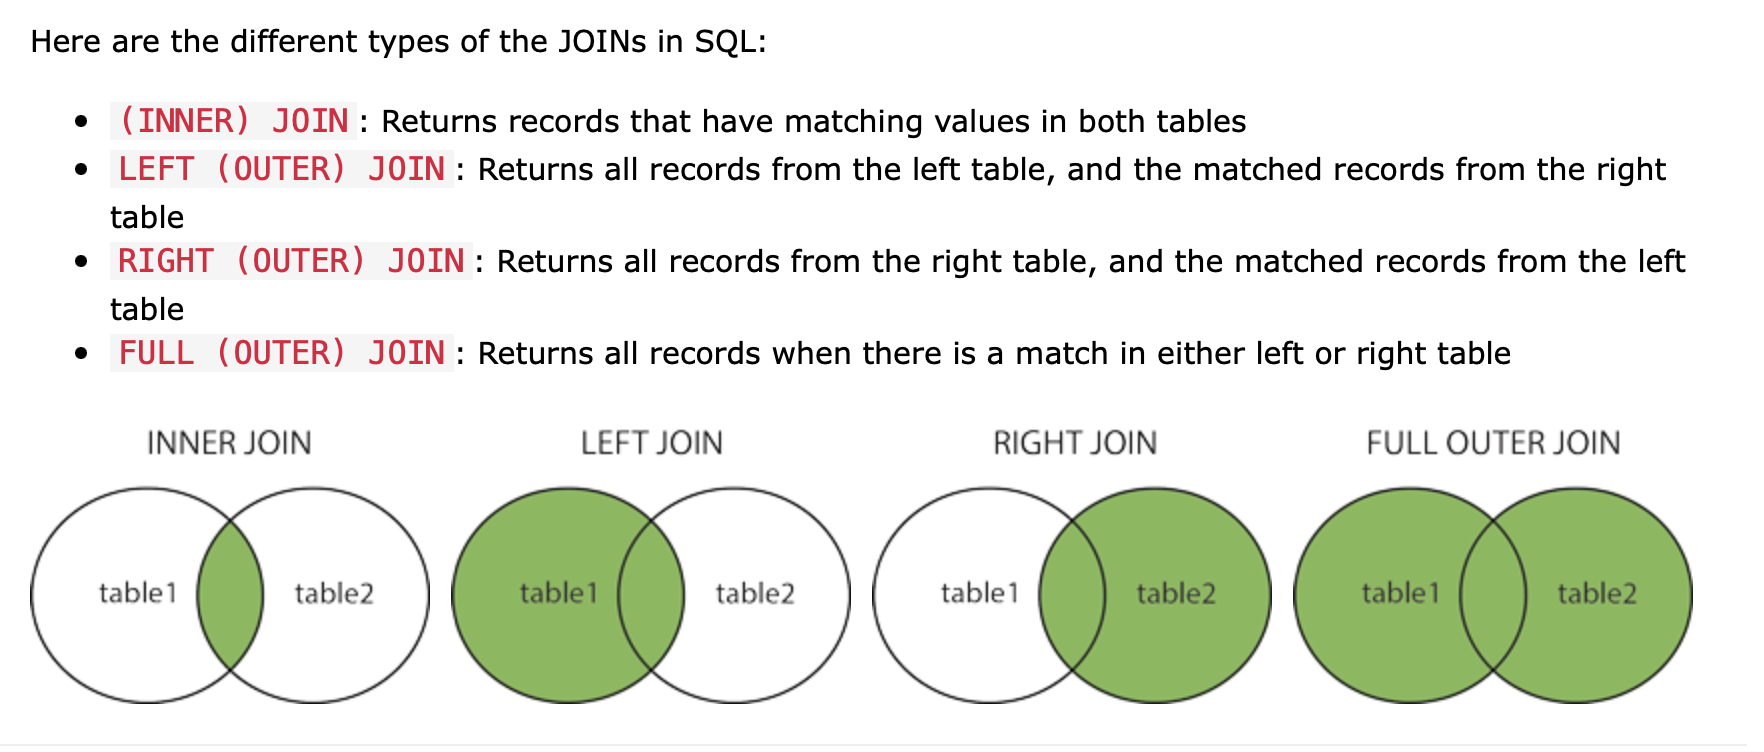 Here are the different types of the JOINs in SQL:
• (INNER) JOIN: Returns records that have matching values in both tables
• LEFT (OUTER) JOIN: Returns all records from the left table, and the matched records from the right
table
• RIGHT (OUTER) JOIN: Returns all records from the right table, and the matched records from the left
table
• FULL (OUTER) JOIN: Returns all records when there is a match in either left or right table
INNER JOIN
LEFT JOIN
RIGHT JOIN
FULL OUTER JOIN
table1
table2
table1
table2
table1
table2
table1
table2